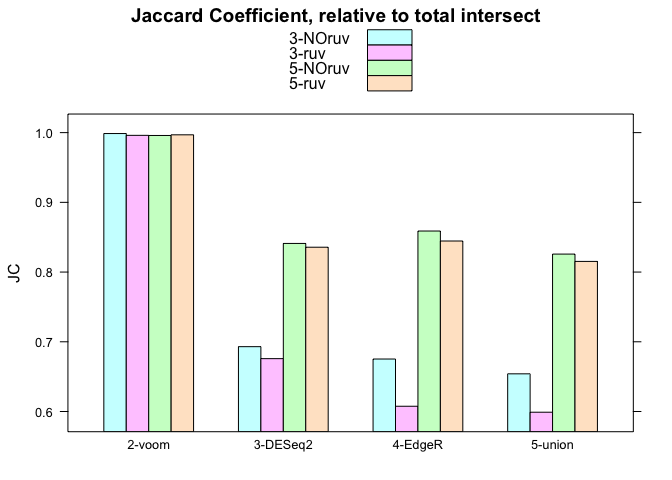 Jaccard Coefficient, relative to total intersect
3-NOruv
3-ruv
5-NOruv
5-ruv
JC
1.0
0.9
0.8
0.7
0.6
2-voom 3-DESeq2 4-EdgeR 5-union